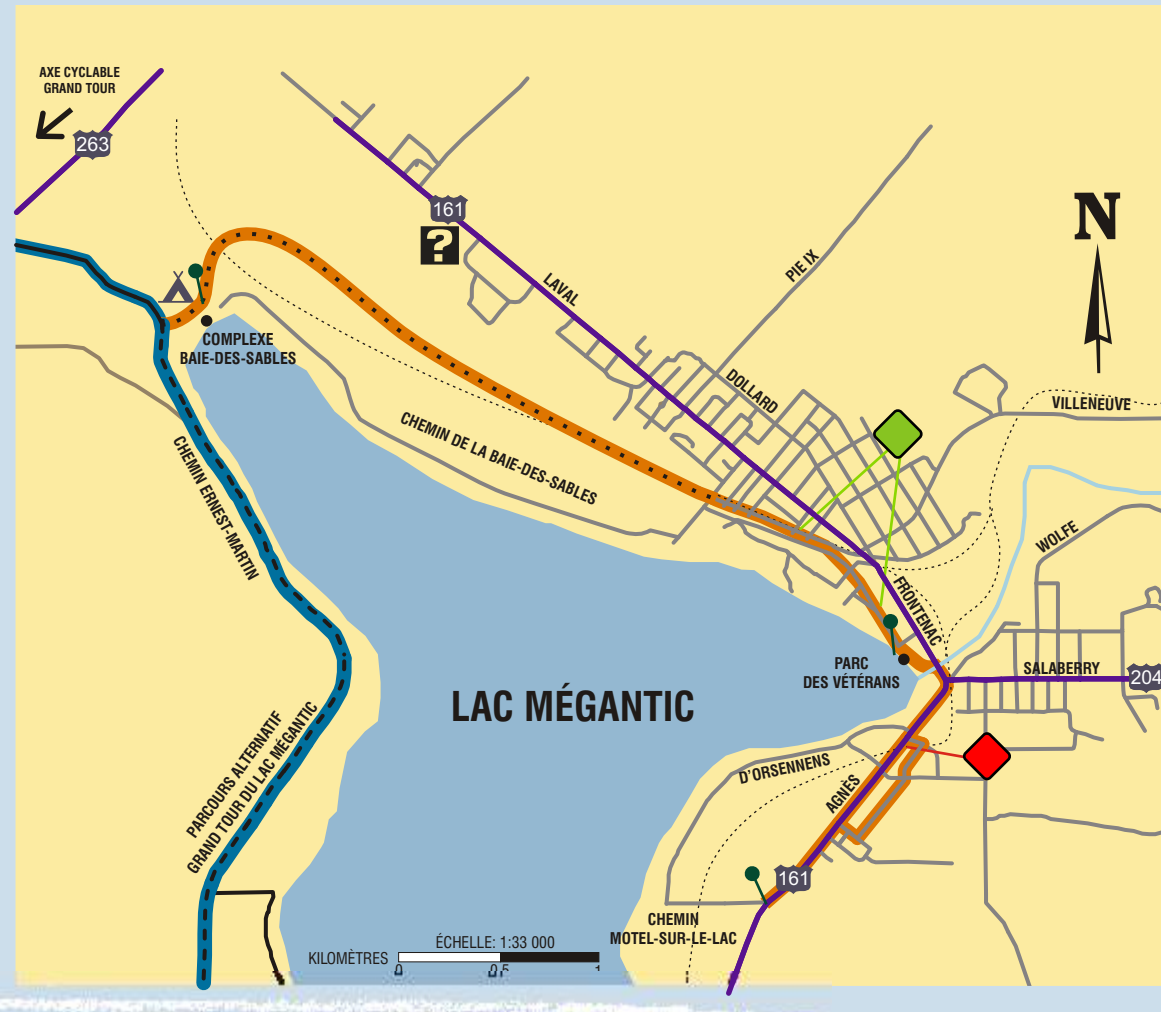 AXE CYCLABLE
GRAND TOUR
263
161
?
N
LAVAL
PIE IX
DOLLARD
VILLENEUVE
COMPLEXE
BAIE-DES-SABLES
CHEMIN DE LA BAIE-DES-SABLES
CHEMIN ERNEST-MARTIN
WOLFE
FRONTENAC
PARC
DES VÉTÉRANS
SALABERRY
204
LAC MÉGANTIC
PARCOURS ALTERNATIF
GRAND TOUR DU LAC MÉGANTIC
D'ORSENNENS
AGNÈS
161
CHEMIN
MOTEL-SUR-LE-LAC
ÉCHELLE: 1:33 000
KILOMÈTRES
0 0,5 1